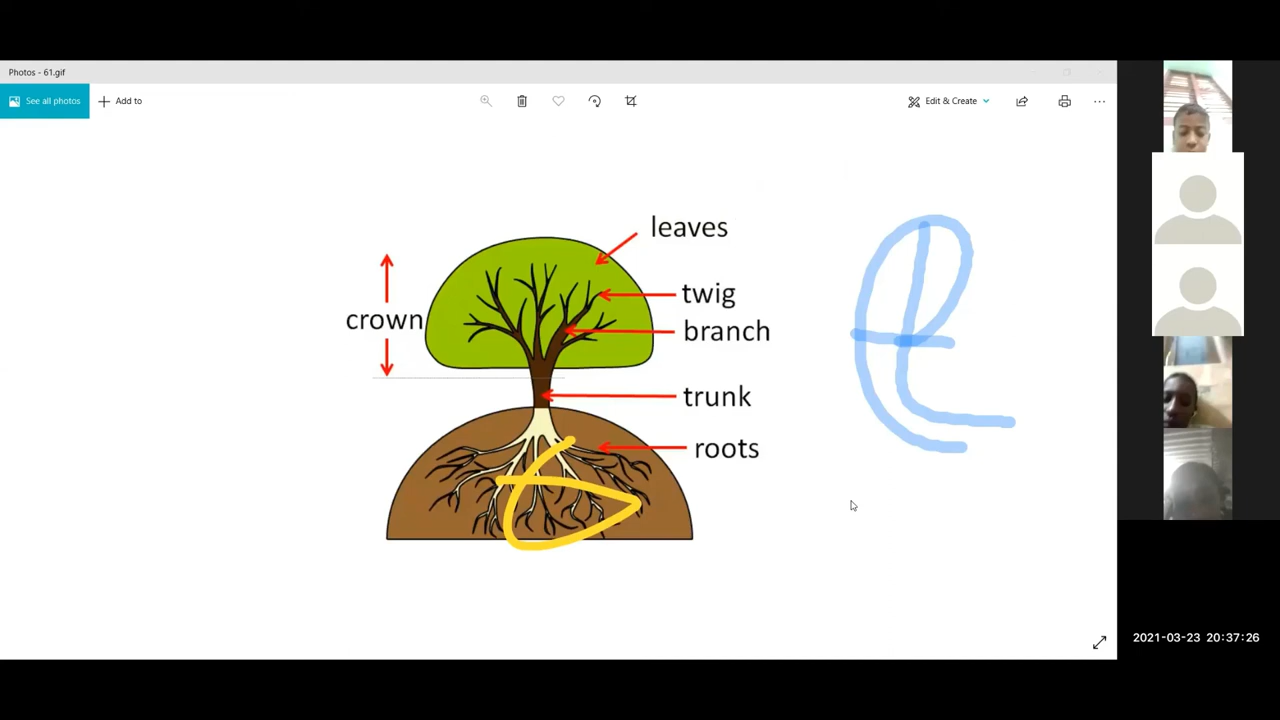 Photos - 61.gif
See all photos
Add to
Edit & Create
leaves
twig
crown
branch
trunk
roots
2021-03-23 20:37:26